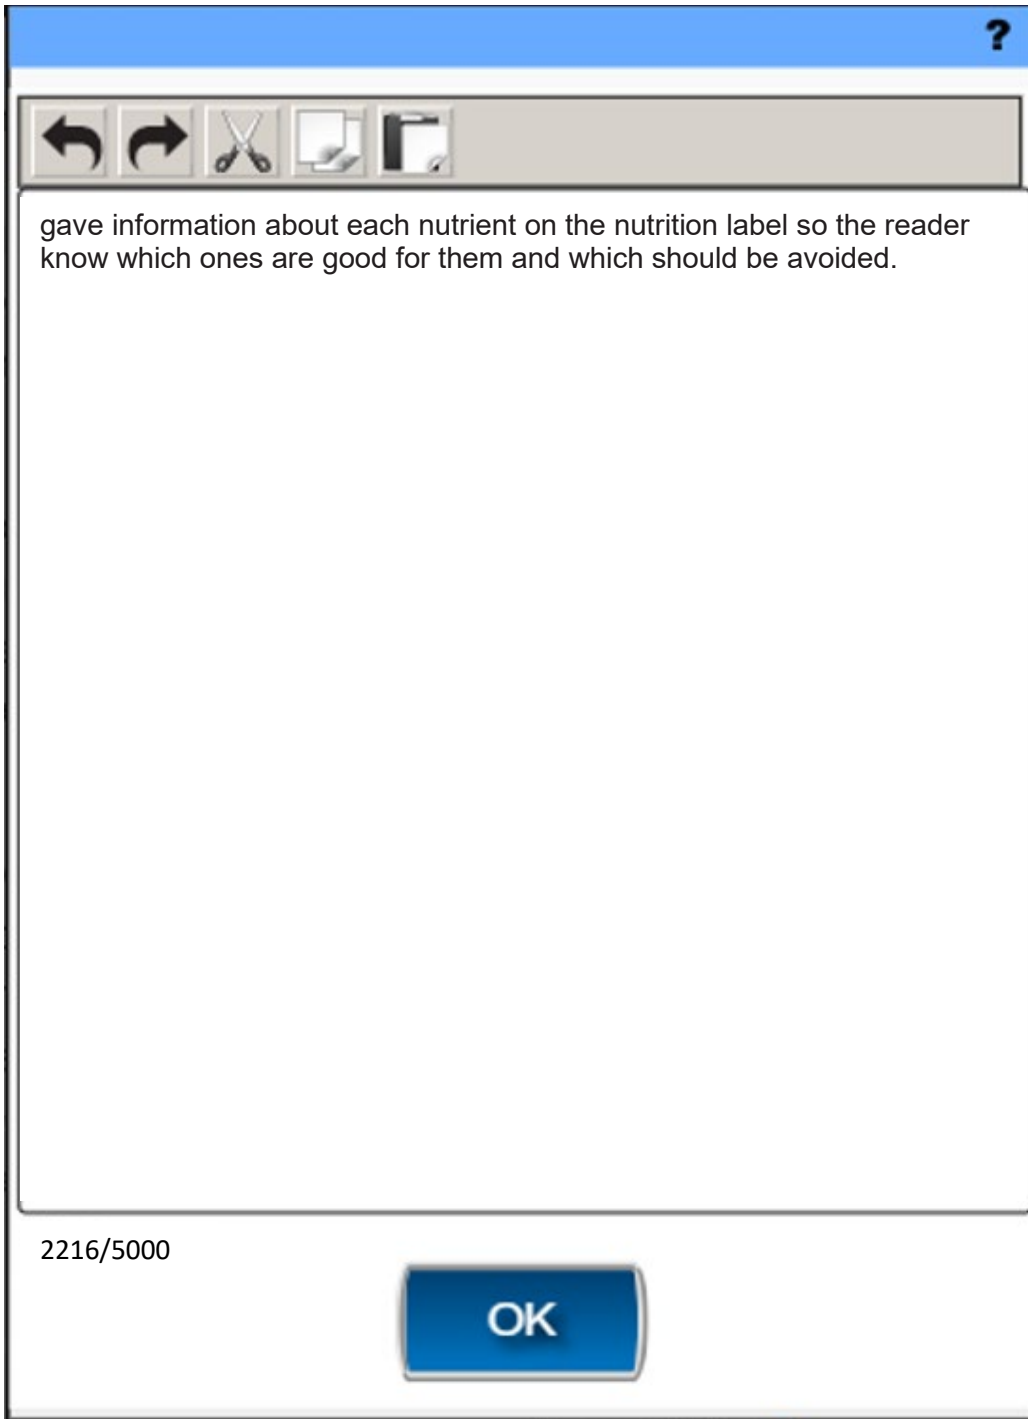 ?
gave information about each nutrient on the nutrition label so the reader
know which ones are good for them and which should be avoided.
2216/5000
OK